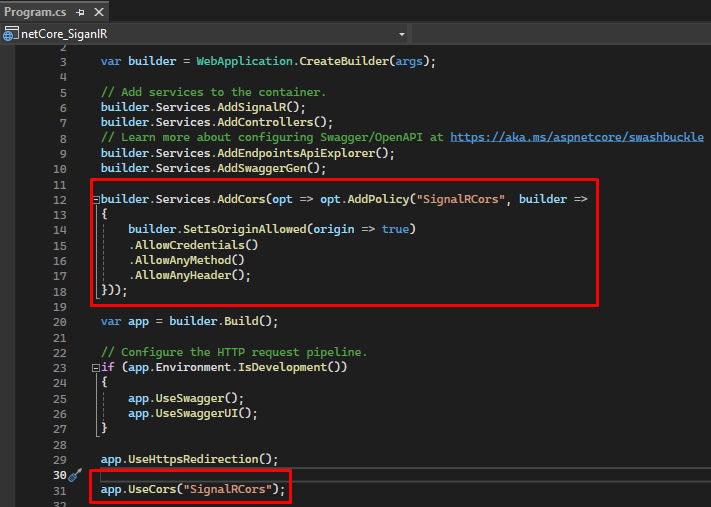 Program.cs
netCore_SiganlR
2
3 var builder = WebApplication.CreateBuilder(args);
4
5 // Add services to the container.
6 builder.Services.AddSignalR();
7 builder.Services.AddControllers();
8 // Learn more about configuring Swagger/OpenAPI at https://aka.ms/aspnetcore/swashbuckle
9 builder.Services.AddEndpointsApiExplorer();
10 builder.Services.AddSwaggerGen();
11
12 builder.Services.AddCors(opt => opt.AddPolicy("SignalRCors", builder =>
13 {
14 builder.SetIsOriginAllowed(origin => true)
15 .AllowCredentials()
16 .AllowAnyMethod()
17 .AllowAnyHeader();
18 }));
19
20 var app = builder.Build();
21
22 // Configure the HTTP request pipeline.
23 if (app.Environment.IsDevelopment())
24 {
25 app.UseSwagger();
26 app.UseSwaggerUI();
27 }
28
29 app.UseHttpsRedirection();
30
31 app.UseCors("SignalRCors");
32